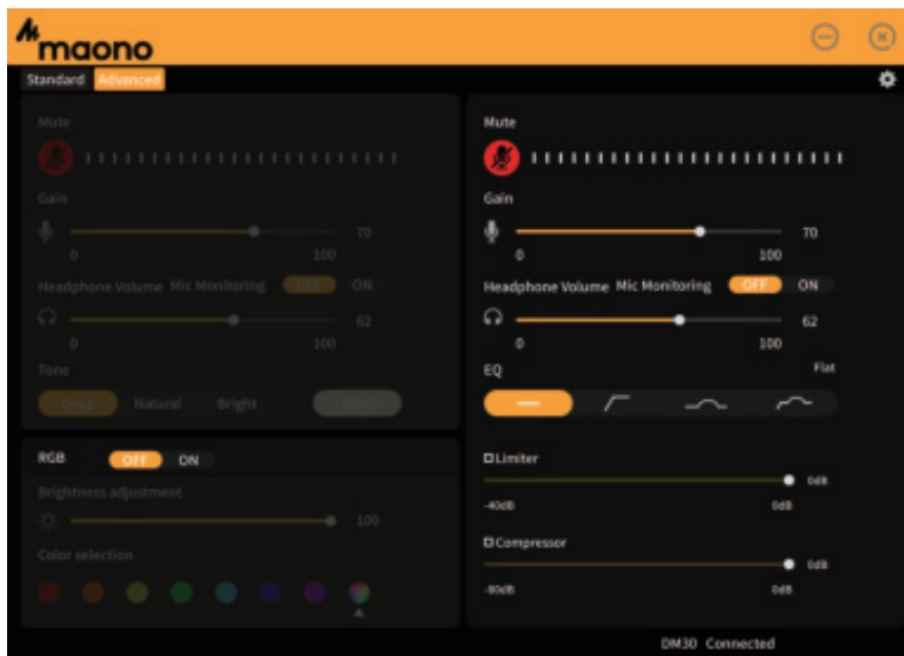 maono
Standard Advanced
Mute
Gain
70
0 100
Headphone Volume Mic Monitoring OFF ON
62
0 100
Tone
Deep Natural Bright
RGB OFF ON
Brightness adjustment
100
Color selection
Mute
Gain
70
0 100
Headphone Volume Mic Monitoring OFF ON
62
0 100
EQ Flat
Limiter
0dB
-40dB 0dB
Compressor
0dB
-80dB 0dB
DM30 Connected